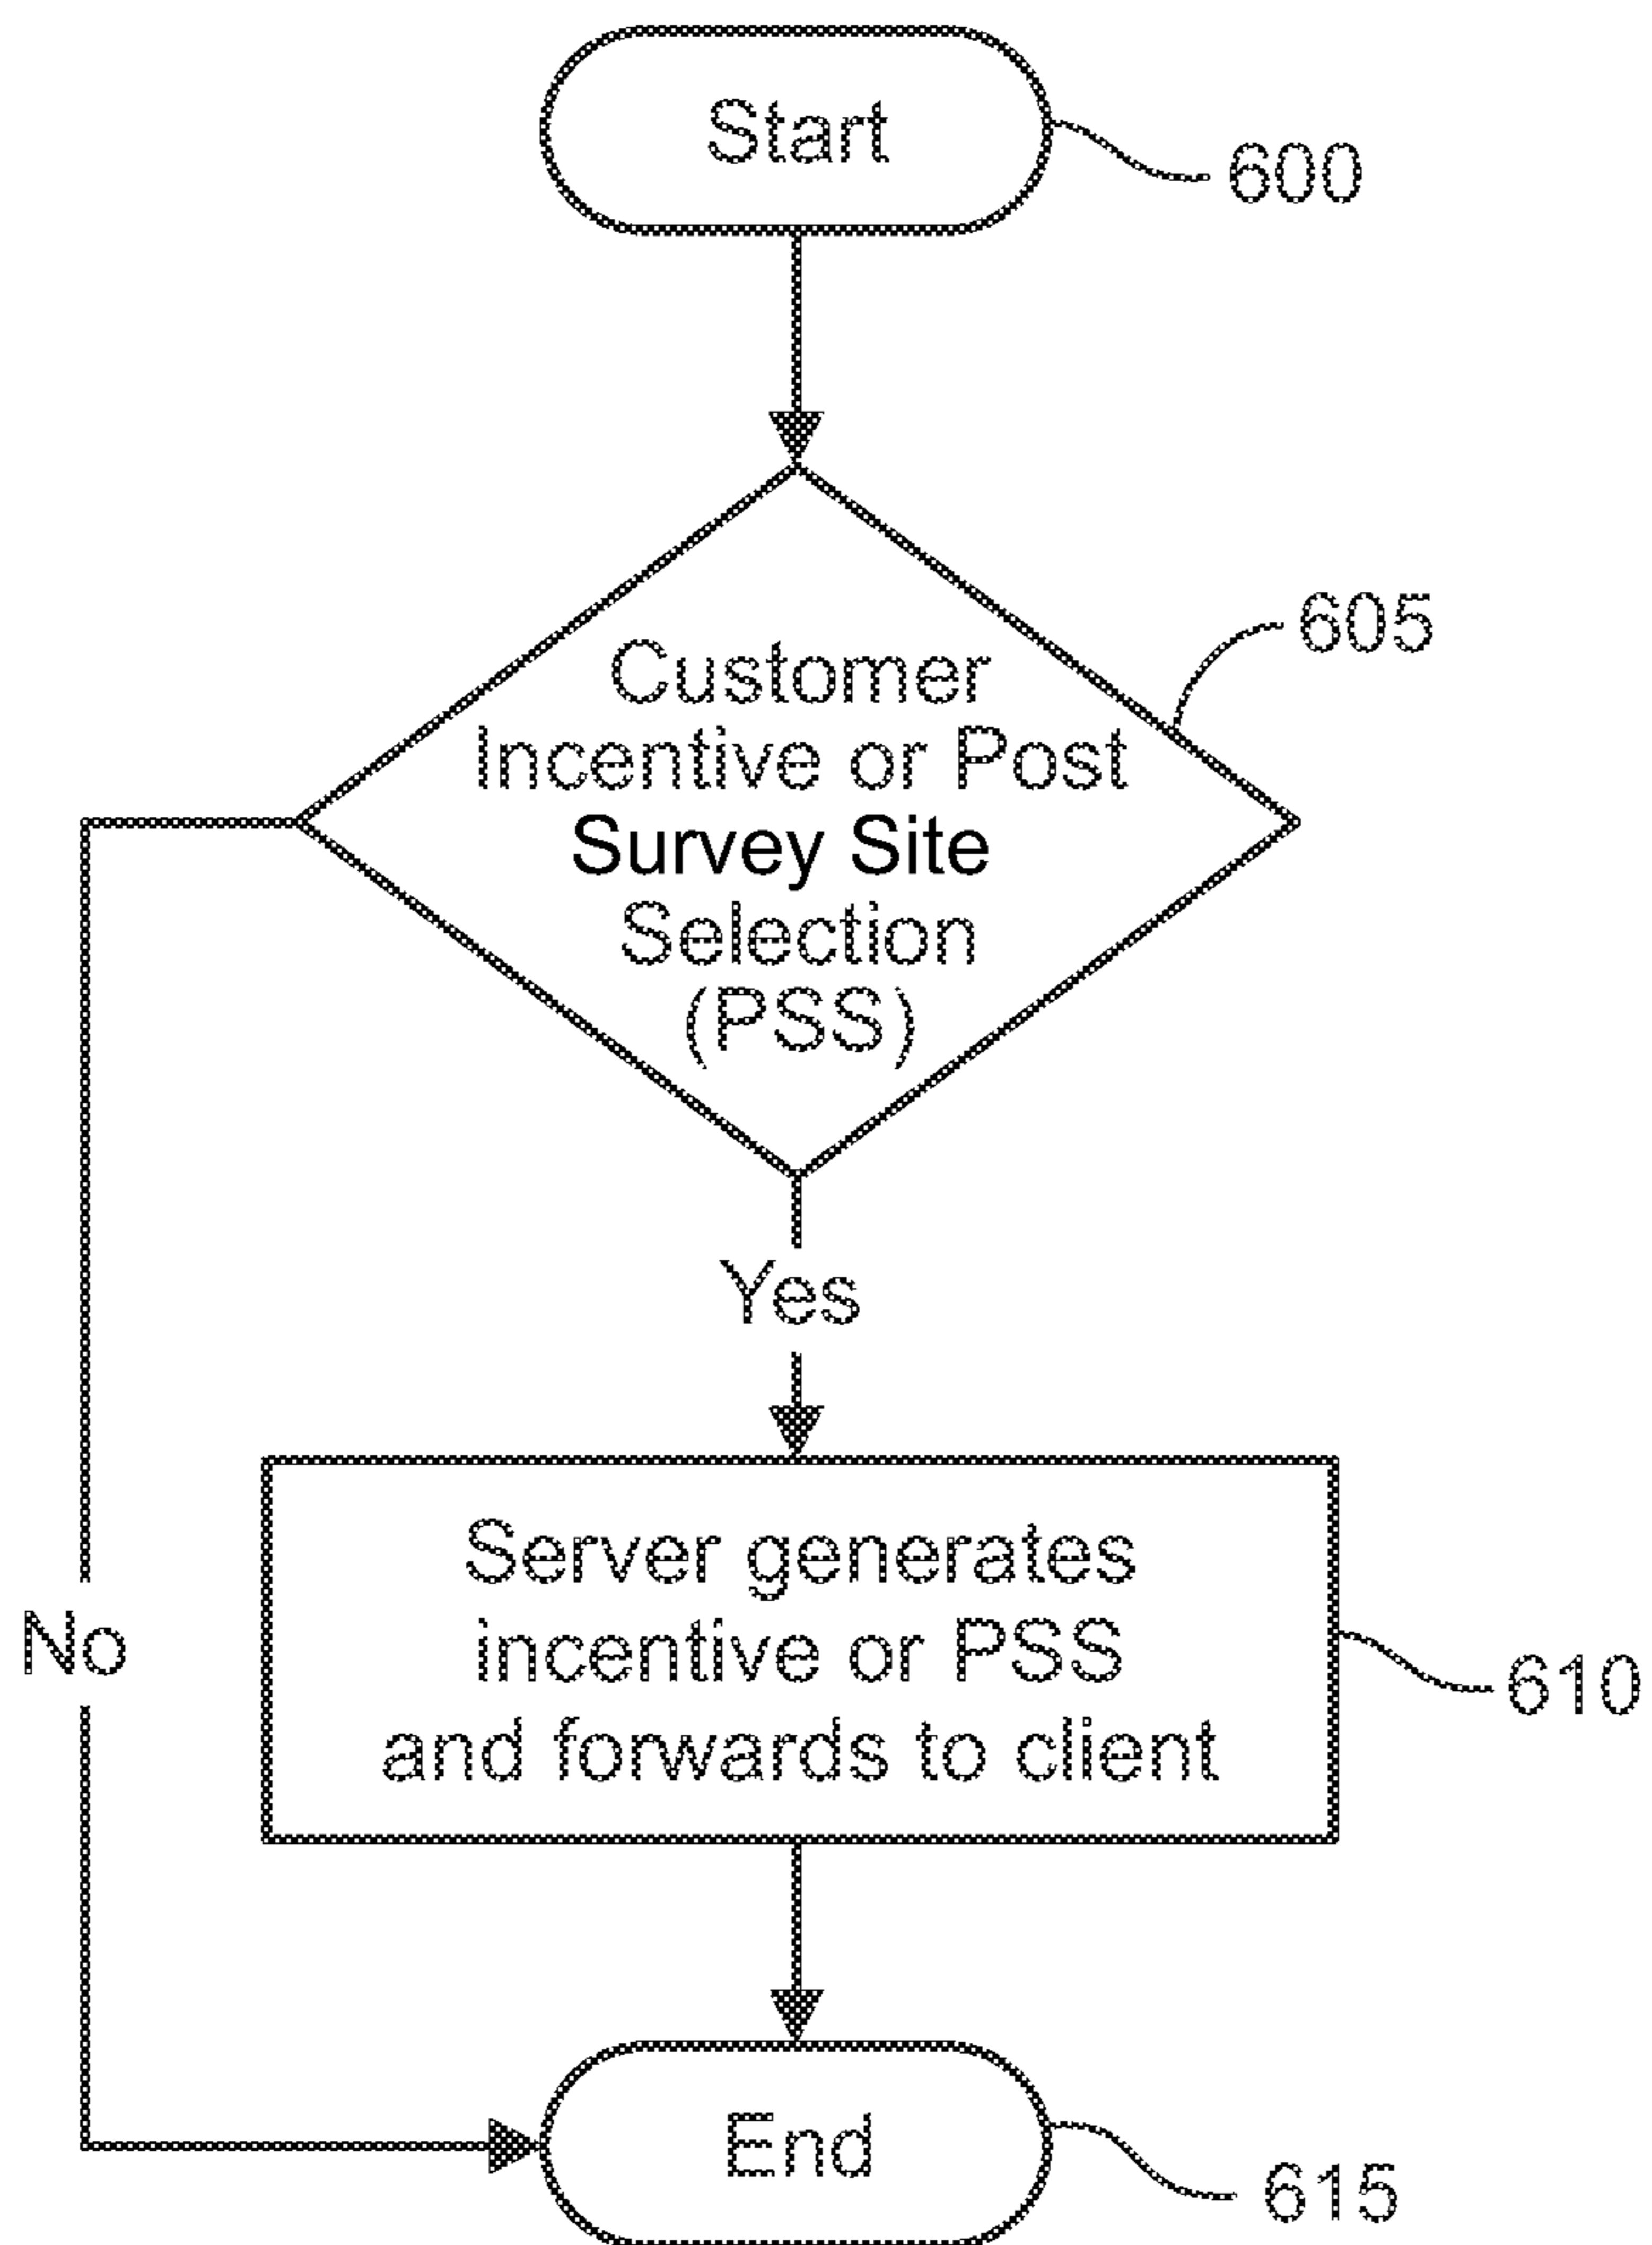 Start
600
605
Customer
Incentive or Post
Survey Site
Selection
(PSS)
Yes
No
Server generates
incentive or PSS
and forwards to client
610
End
615